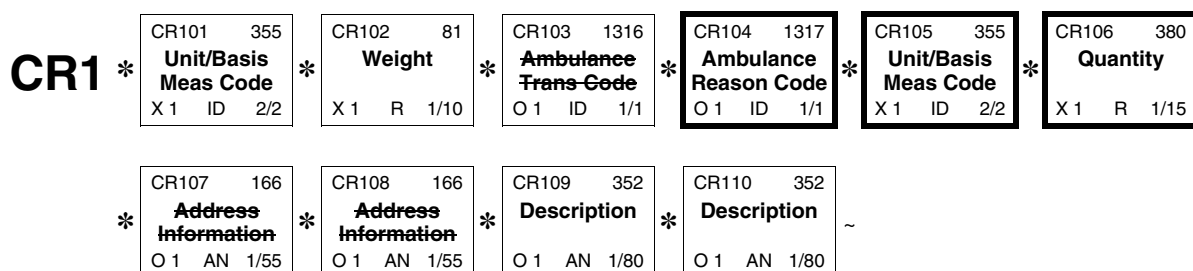 CR101 355 CR102 81 CR103 1316 CR104 1317 CR105 355 CR106 380
CR1 * Unit/Basis Meas Code * Weight * Ambulance Trans Code * Ambulance Reason Code * Unit/Basis Meas Code * Quantity
X 1 ID 2/2 X 1 R 1/10 O 1 ID 1/1 O 1 ID 1/1 X 1 ID 2/2 X 1 R 1/15
CR107 166 CR108 166 CR109 352 CR110 352
* Address Information * Address Information * Description * Description ~
O 1 AN 1/55 O 1 AN 1/55 O 1 AN 1/80 O 1 AN 1/80